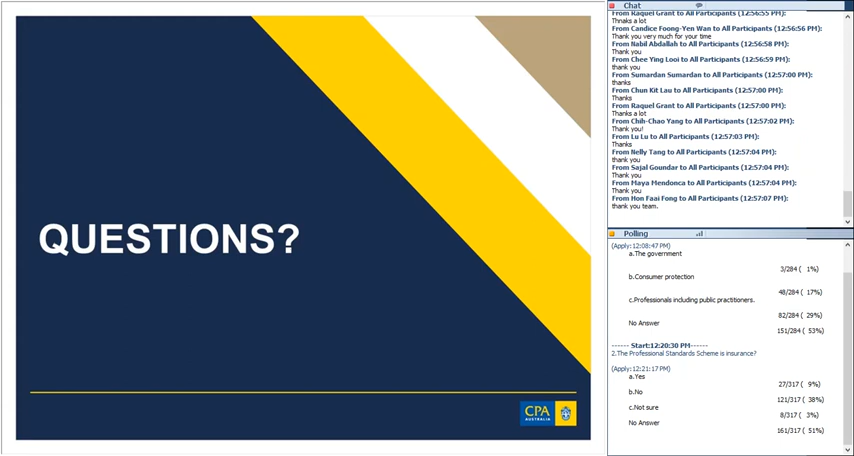 QUESTIONS?
CPA
AUSTRALIA
Chat
From Raquel Grant to All Participants (12:56:55 PM):
Thnaks a lot
From Candice Foong-Yen Wan to All Participants (12:56:56 PM):
Thank you very much for your time
From Nabil Abdallah to All Participants (12:56:58 PM):
Thank you
From Chee Ying Looi to All Participants (12:56:59 PM):
thank you
From Sumardan Sumardan to All Participants (12:57:00 PM):
thanks
From Chun Kit Lau to All Participants (12:57:00 PM):
Thanks
From Raquel Grant to All Participants (12:57:00 PM):
Thanks a lot
From Chih-Chao Yang to All Participants (12:57:02 PM):
Thank you!
From Lu Lu to All Participants (12:57:03 PM):
Thanks
From Nelly Tang to All Participants (12:57:04 PM):
thank you
From Sajal Goundar to All Participants (12:57:04 PM):
Thank you
From Maya Mendonca to All Participants (12:57:04 PM):
Thank you
From Hon Faai Fong to All Participants (12:57:07 PM):
thank you team.
Polling
(Apply:12:08:47 PM)
a.The government
3/284 ( 1%)
b.Consumer protection
48/284 ( 17%)
c.Professionals including public practitioners.
82/284 ( 29%)
No Answer
151/284 ( 53%)
------ Start:12:20:30 PM------
2.The Professional Standards Scheme is insurance?
(Apply:12:21:17 PM)
a.Yes
27/317 ( 9%)
b.No
121/317 ( 38%)
c.Not sure
8/317 ( 3%)
No Answer
161/317 ( 51%)